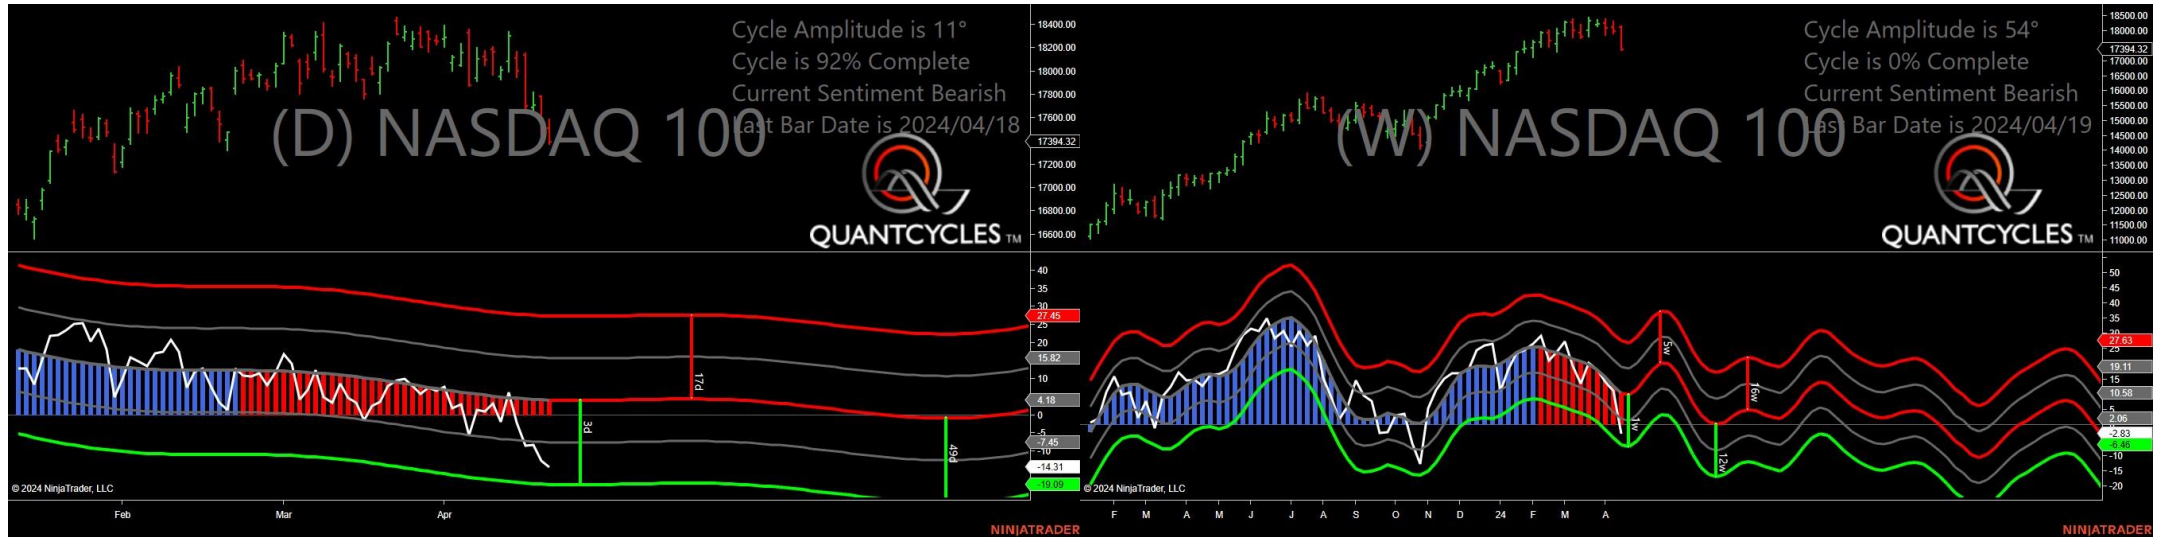 Cycle Amplitude is 11°
Cycle is 92% Complete
Current Sentiment Bearish
Last Bar Date is 2024/04/18
(D) NASDAQ 100
QUANTCYCLES TM
18400.00
18200.00
18000.00
17800.00
17600.00
17394.32
17200.00
17000.00
16800.00
16600.00
40
35
30
27.45
25
20
15.82
10
4.18
0
-5
-7.45
-10
-14.31
-19.09
3d
17d
49d
© 2024 NinjaTrader, LLC
Feb Mar Apr
NINJATRADER
Cycle Amplitude is 54°
Cycle is 0% Complete
Current Sentiment Bearish
Last Bar Date is 2024/04/19
(W) NASDAQ 100
QUANTCYCLES TM
18500.00
18000.00
17394.32
17000.00
16500.00
16000.00
15500.00
15000.00
14500.00
14000.00
13500.00
13000.00
12500.00
12000.00
11500.00
11000.00
50
45
40
35
30
27.63
25
19.11
15
10.58
5
2.06
-2.83
-6.46
-10
-15
-20
1w
5w
12w
16w
© 2024 NinjaTrader, LLC
F M A M J J A S O N D 24 F M A
NINJATRADER